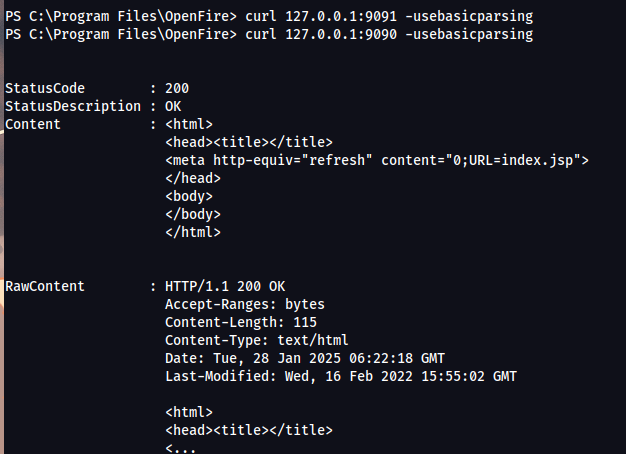 PS C:\Program Files\OpenFire> curl 127.0.0.1:9091 -usebasicparsing
PS C:\Program Files\OpenFire> curl 127.0.0.1:9090 -usebasicparsing
StatusCode : 200
StatusDescription : OK
Content : <html>
<head><title></title>
<meta http-equiv="refresh" content="0;URL=index.jsp">
</head>
<body>
</body>
</html>
RawContent : HTTP/1.1 200 OK
Accept-Ranges: bytes
Content-Length: 115
Content-Type: text/html
Date: Tue, 28 Jan 2025 06:22:18 GMT
Last-Modified: Wed, 16 Feb 2022 15:55:02 GMT
<html>
<head><title></title>
<...